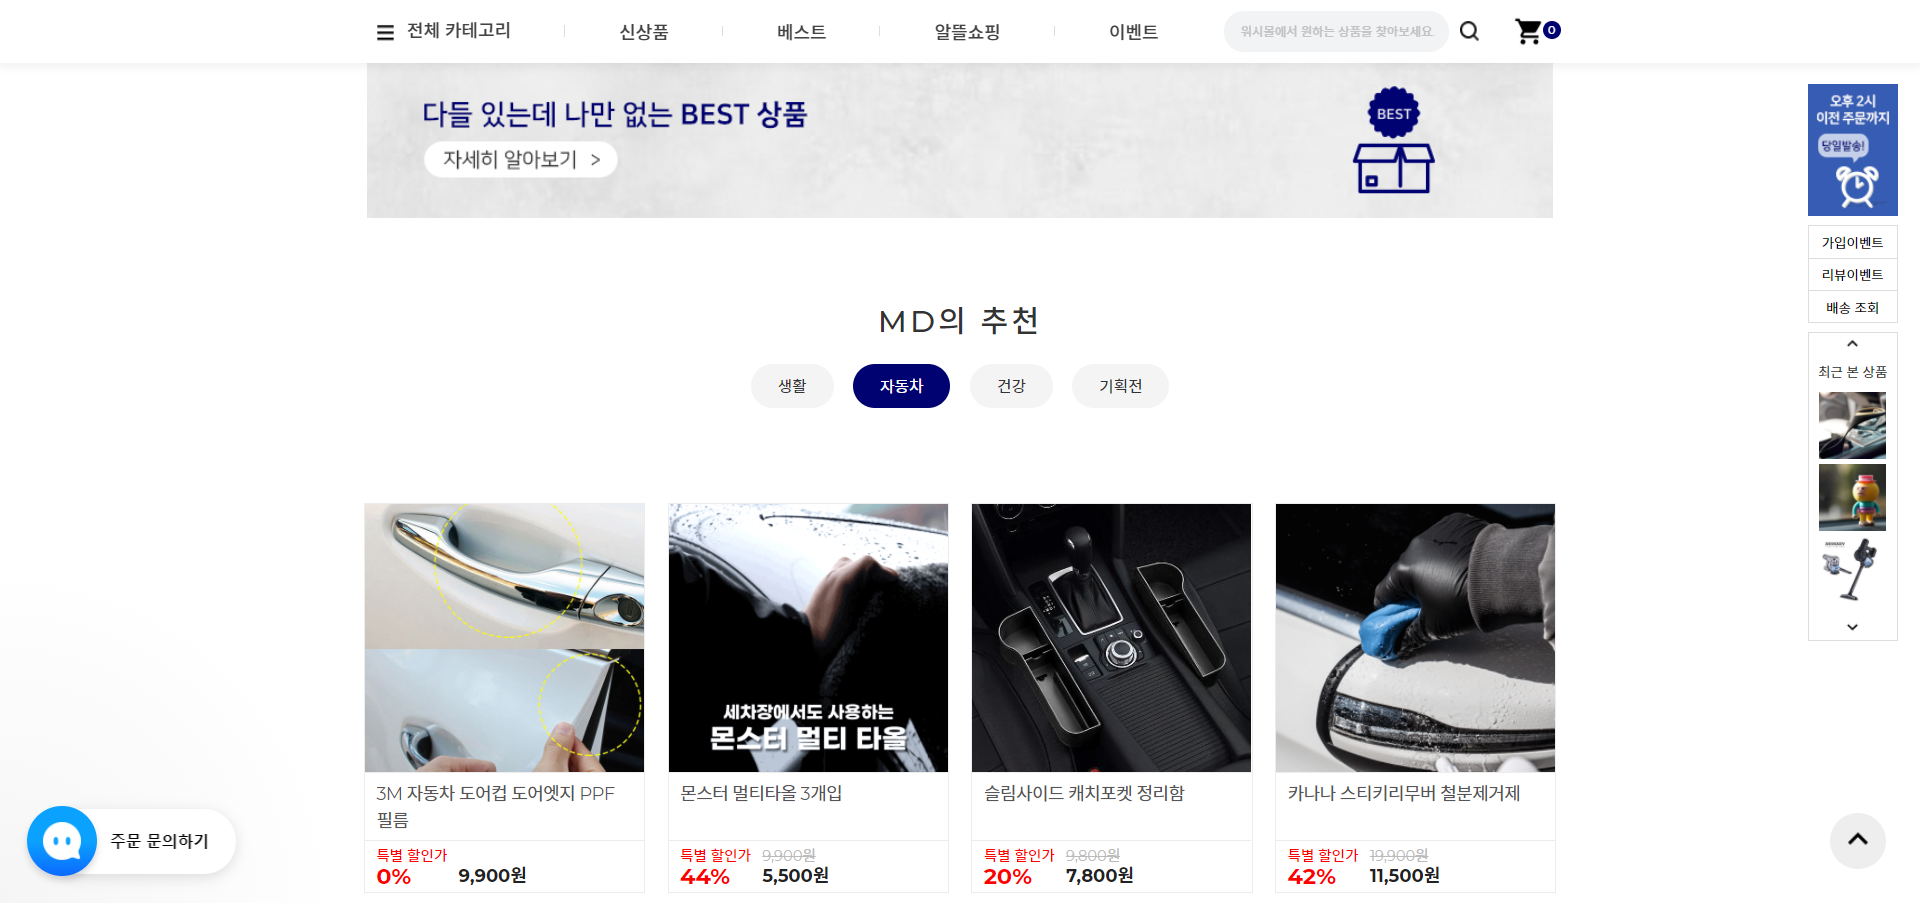 전체 카테고리
신상품
베스트
알뜰쇼핑
이벤트
워시몰에서 원하는 상품을 찾아보세요.
0
다들 있는데 나만 없는 BEST 상품
자세히 알아보기 >
BEST
오후 2시
이전 주문까지
당일발송!
가입이벤트
리뷰이벤트
배송 조회
최근 본 상품
MD의 추천
생활
자동차
건강
기획전
세차장에서도 사용하는
몬스터 멀티 타올
3M 자동차 도어컵 도어엣지 PPF
필름
특별 할인가
0% 9,900원
몬스터 멀티타올 3개입
특별 할인가 9,900원
44% 5,500원
슬림사이드 캐치포켓 정리함
특별 할인가 9,800원
20% 7,800원
카나나 스티키리무버 철분제거제
특별 할인가 19,900원
42% 11,500원
주문 문의하기